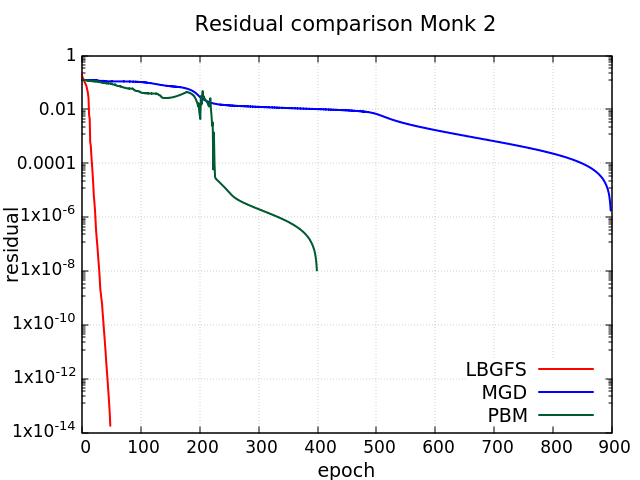 Residual comparison Monk 2
1
0.01
0.0001
1x10-6
1x10-8
1x10-10
1x10-12
1x10-14
residual
LBGFS
MGD
PBM
0 100 200 300 400 500 600 700 800 900
epoch